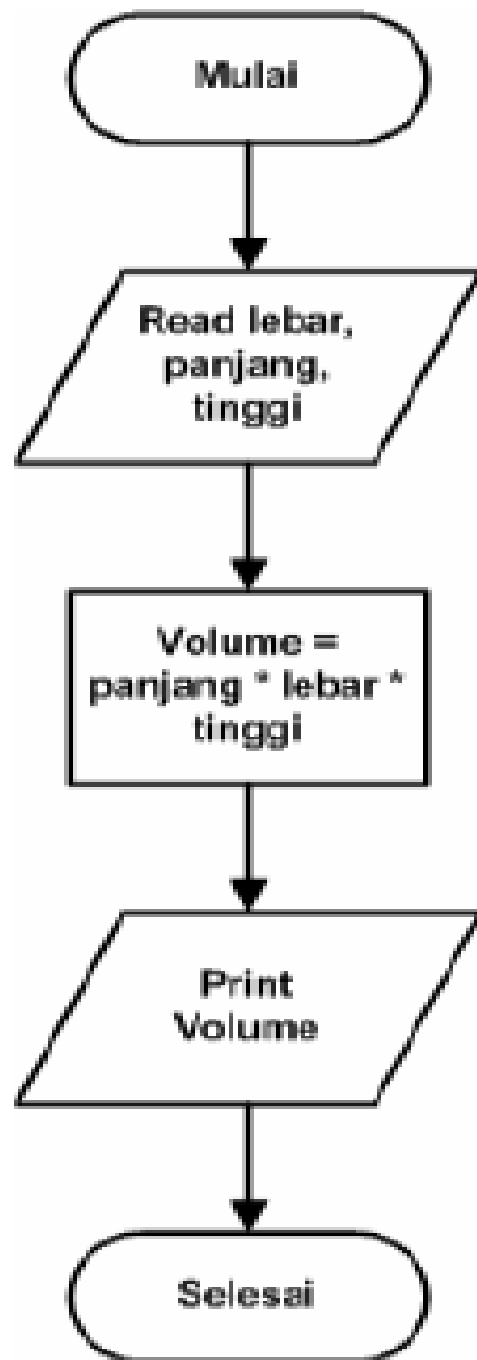 Mulai
Read lebar,
panjang,
tinggi
Volume =
panjang * lebar *
tinggi
Print
Volume
Selesai